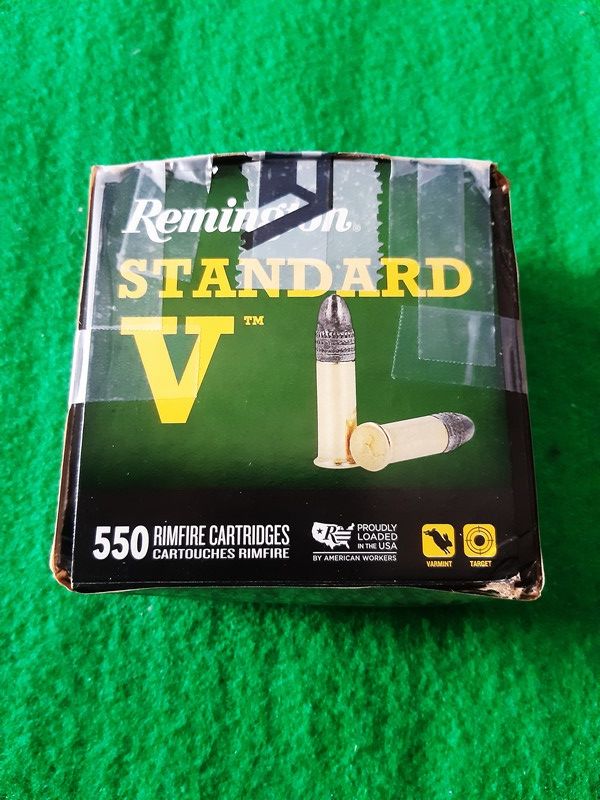 Remington®
STANDARD
V™
550 RIMFIRE CARTRIDGES
CARTOUCHES RIMFIRE
R
PROUDLY
LOADED
IN THE USA
BY AMERICAN WORKERS
VARMINT
TARGET